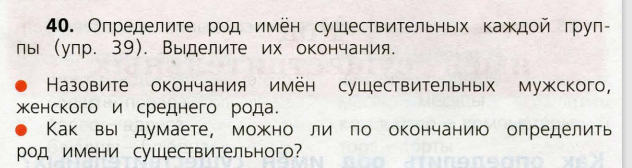 40. Определите род имён существительных каждой груп-
пы (упр. 39). Выделите их окончания.
● Назовите окончания имён существительных мужского,
женского и среднего рода.
● Как вы думаете, можно ли по окончанию определить
род имени существительного?